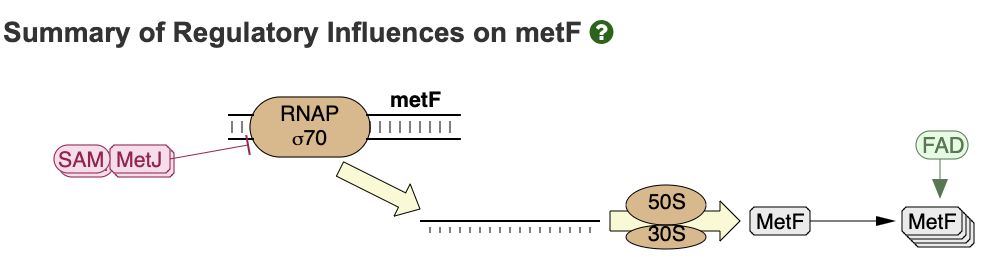 Summary of Regulatory Influences on metF ?
metF
RNAP
σ70
SAM MetJ
FAD
50S
30S
MetF
MetF